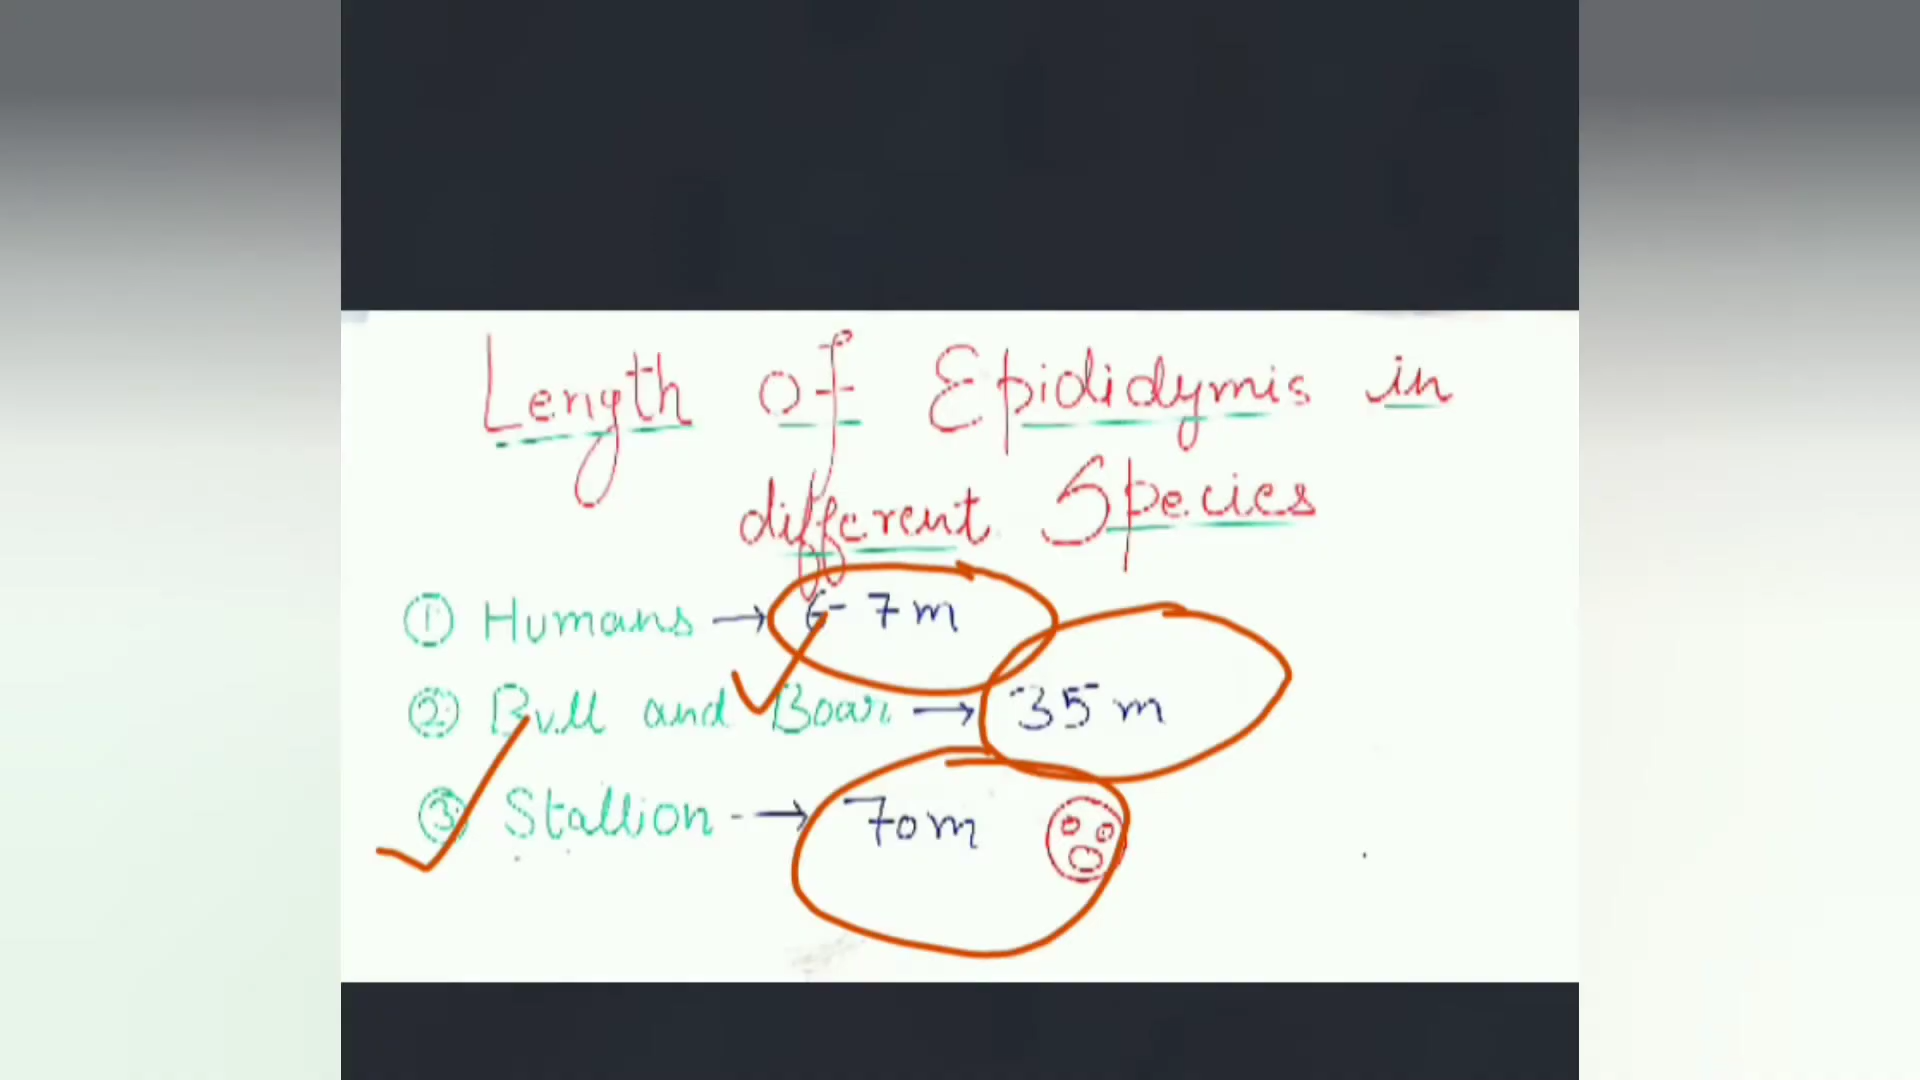 Length of Epididymis in
different Species
① Humans → 6-7m
② Bull and Boar → 35m
③ Stallion -→ 70m